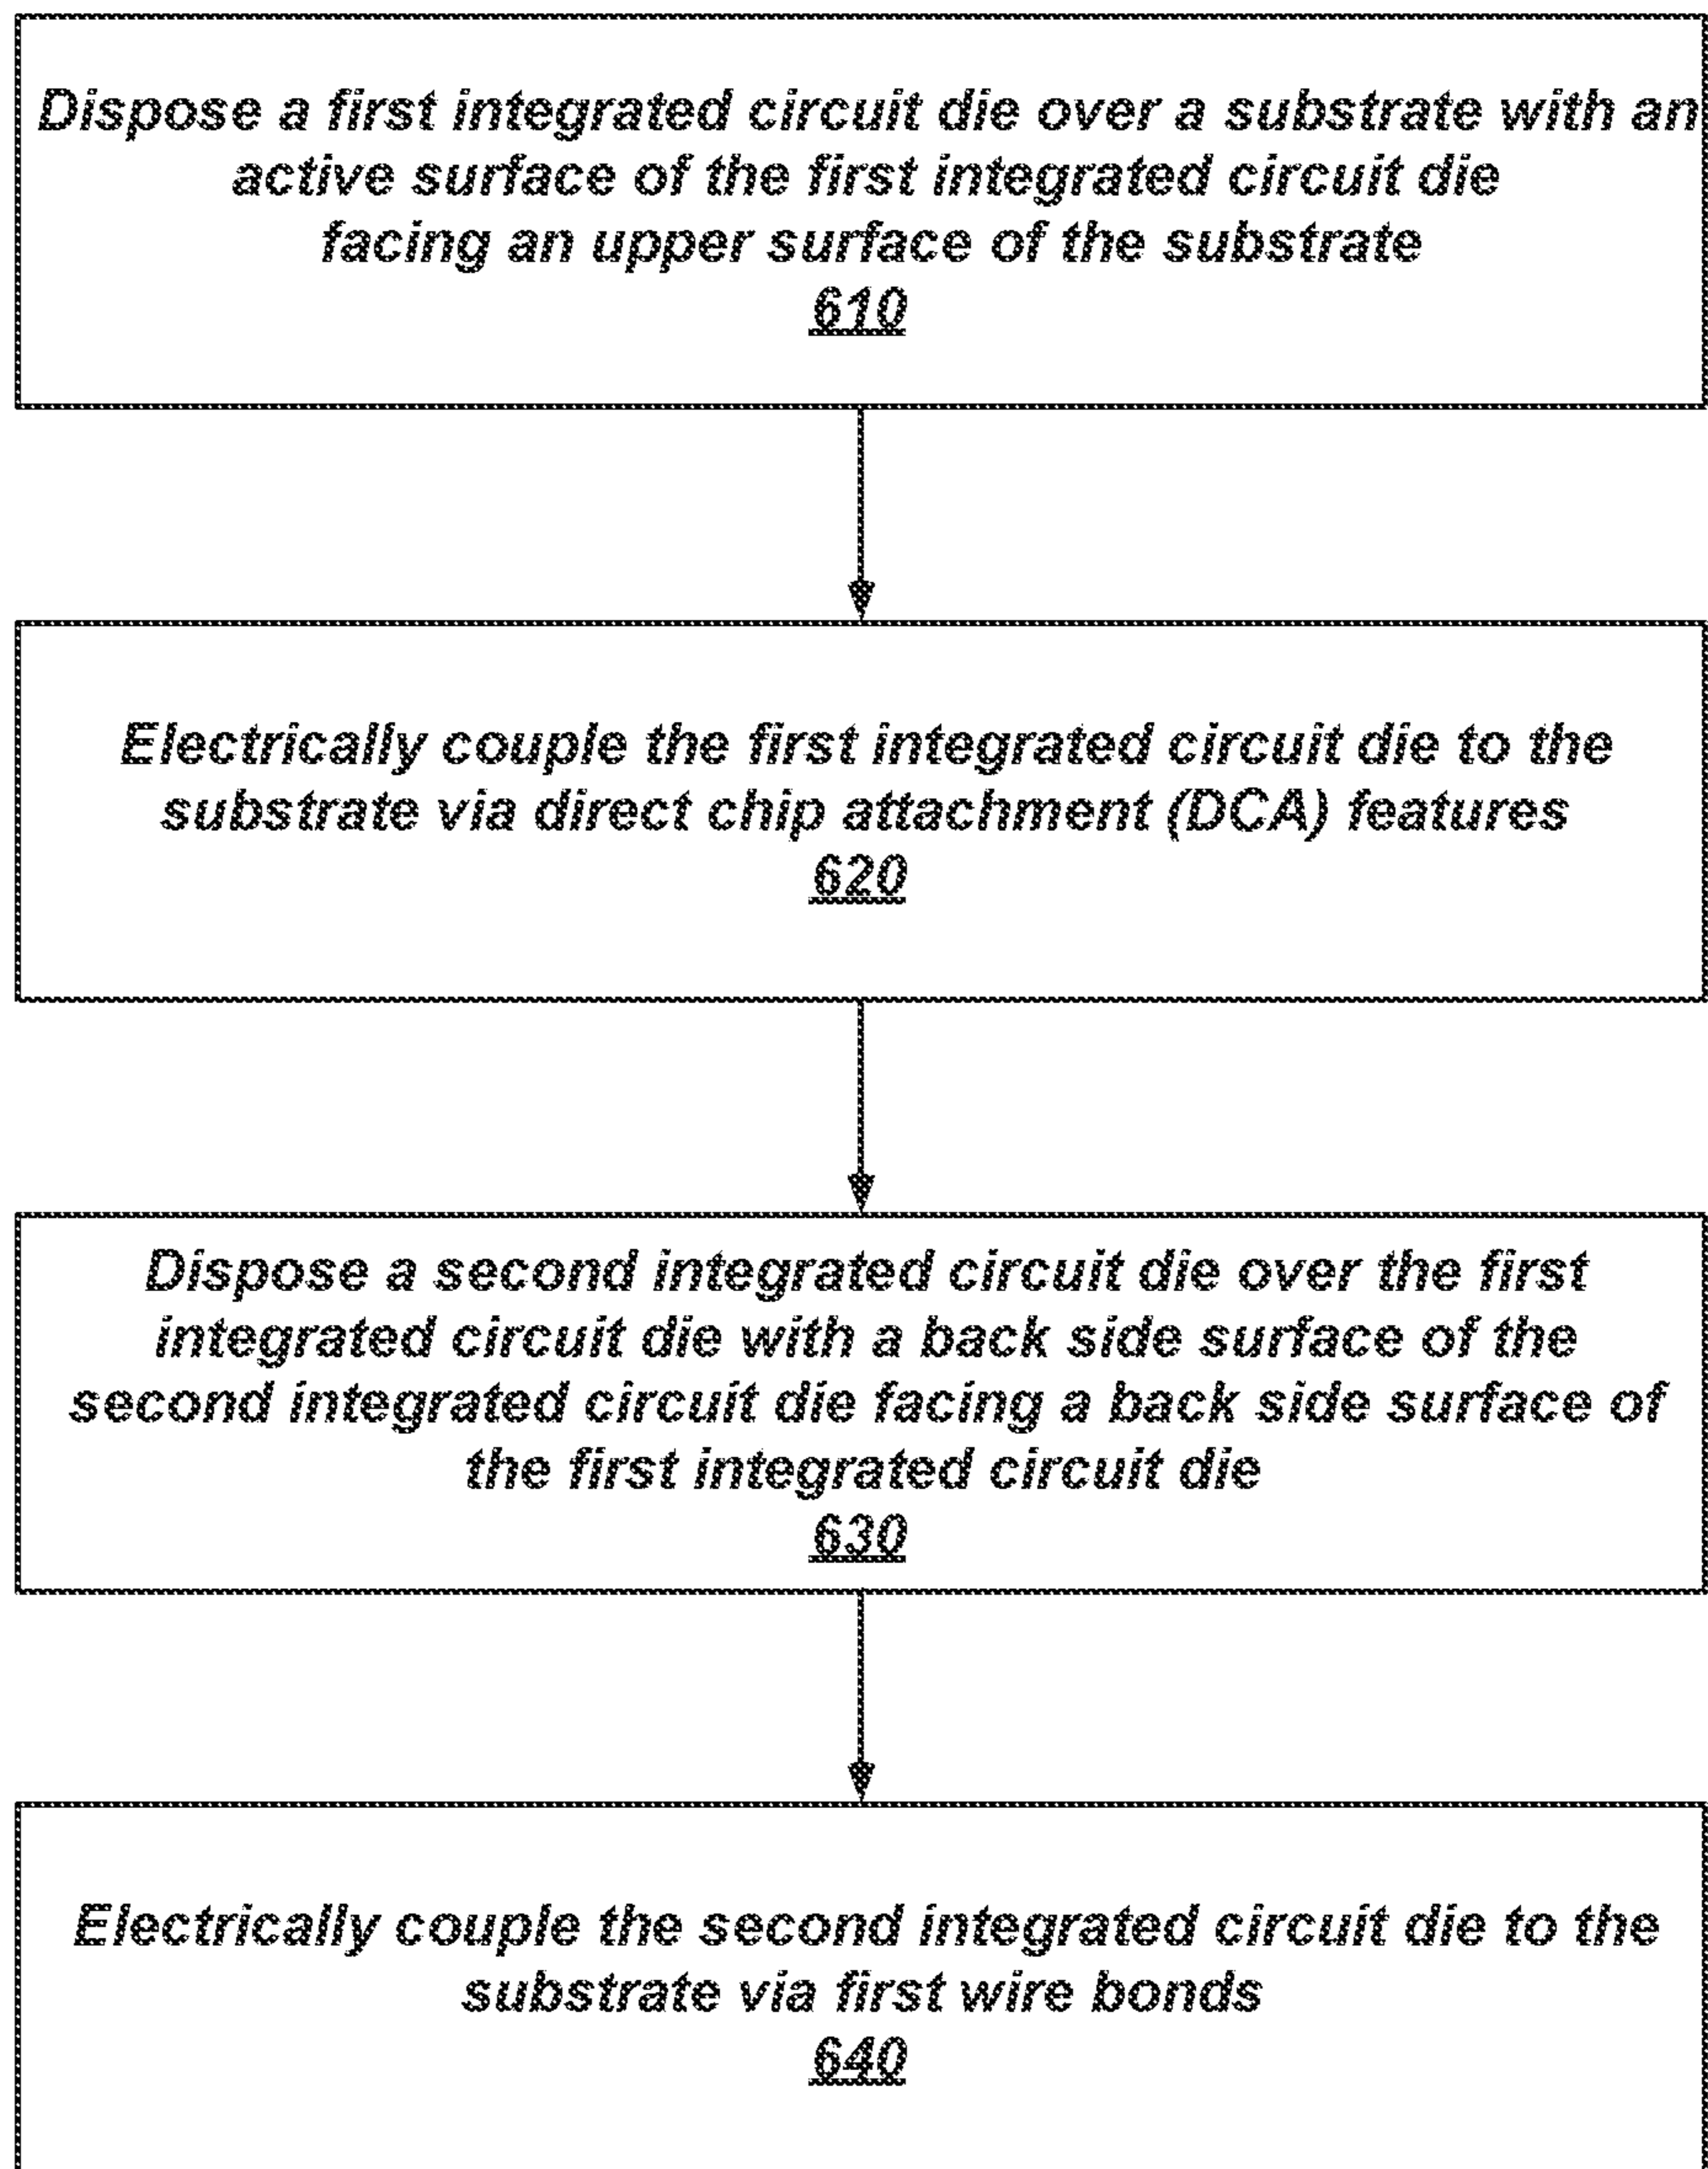 Dispose a first integrated circuit die over a substrate with an
active surface of the first integrated circuit die
facing an upper surface of the substrate
610
Electrically couple the first integrated circuit die to the
substrate via direct chip attachment (DCA) features
620
Dispose a second integrated circuit die over the first
integrated circuit die with a back side surface of the
second integrated circuit die facing a back side surface of
the first integrated circuit die
630
Electrically couple the second integrated circuit die to the
substrate via first wire bonds
640